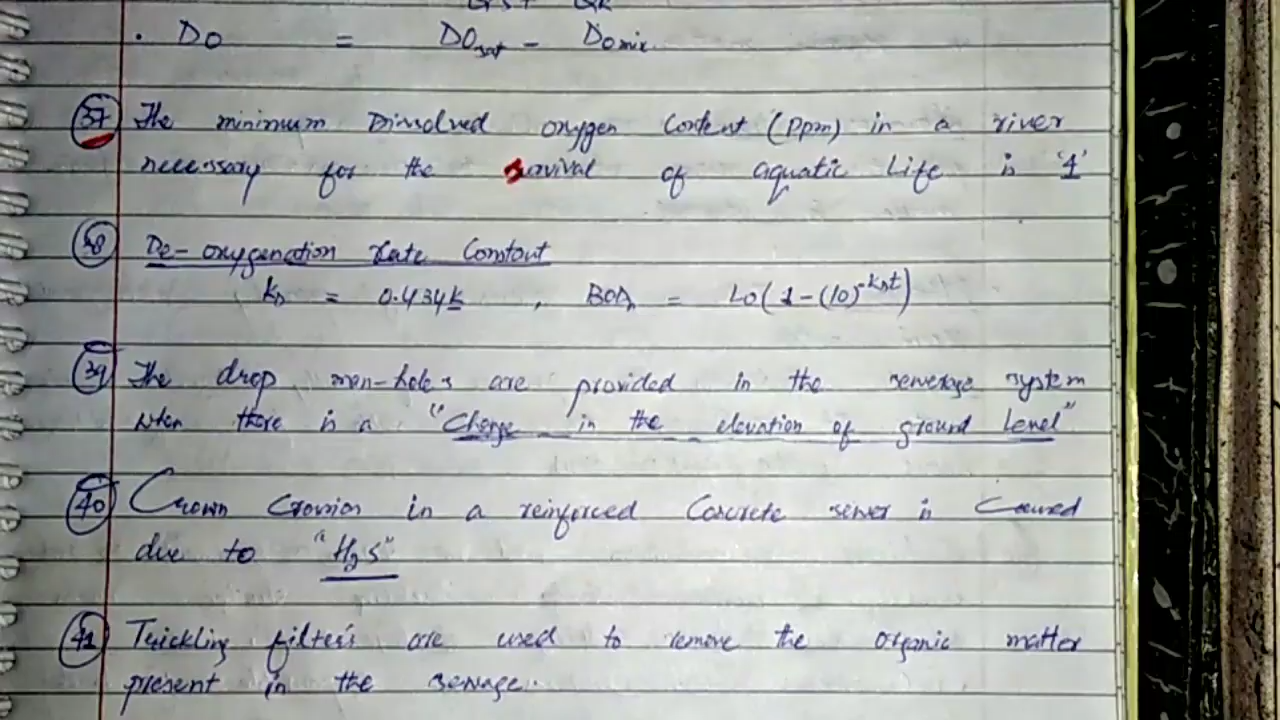 . DO = DOsat - Domix
37 The minimum Dissolved oxygen Content (ppm) in a river
necessary for the survival of aquatic Life is '4'
38 De-oxygenation rate Constant
kD = 0.434k , BOD = Lo(1-(10)^-kDt)
39 The drop man-holes are provided in the sewerage system
when there is a "Change in the elevation of ground Level"
40 Crown Crossion in a reinforced Concrete sewer is Caused
due to "H2S"
41 Trickling filter's are used to remove the organic matter
present in the sewage.